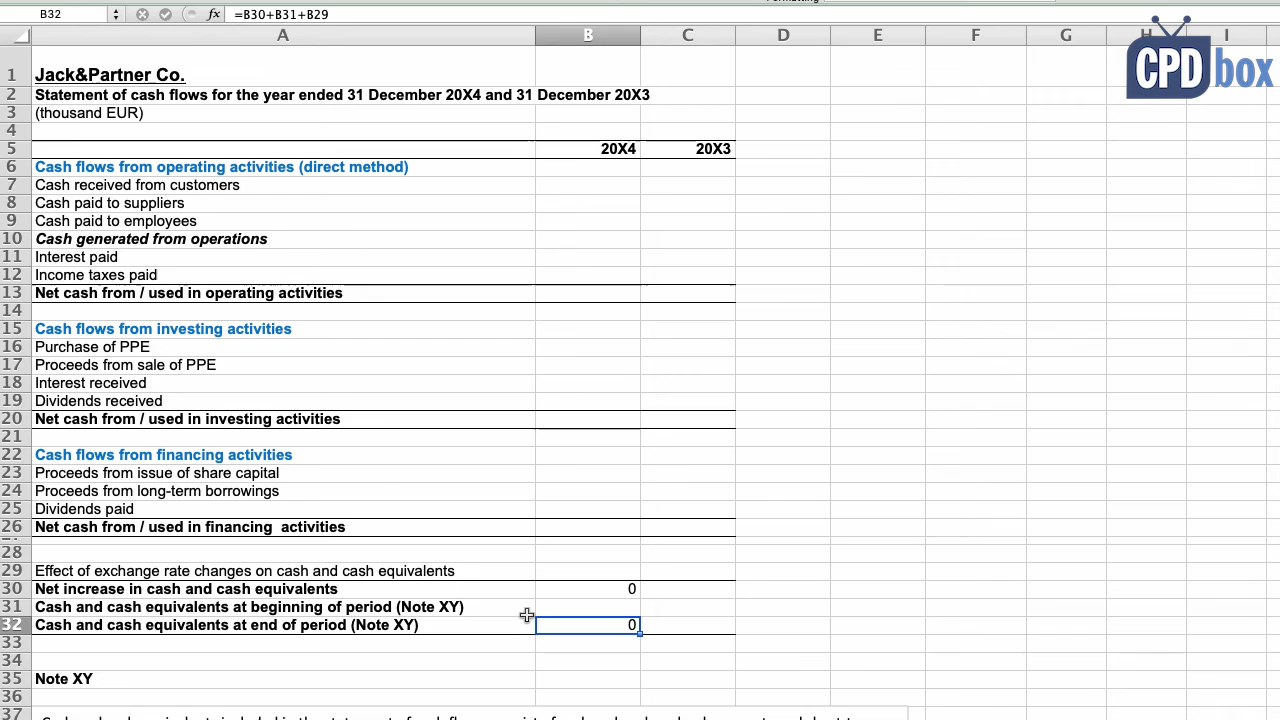 B32 fx =B30+B31+B29
CPD box
A B C D E F G H I
1 Jack&Partner Co.
2 Statement of cash flows for the year ended 31 December 20X4 and 31 December 20X3
3 (thousand EUR)
4
5 20X4 20X3
6 Cash flows from operating activities (direct method)
7 Cash received from customers
8 Cash paid to suppliers
9 Cash paid to employees
10 Cash generated from operations
11 Interest paid
12 Income taxes paid
13 Net cash from / used in operating activities
14
15 Cash flows from investing activities
16 Purchase of PPE
17 Proceeds from sale of PPE
18 Interest received
19 Dividends received
20 Net cash from / used in investing activities
21
22 Cash flows from financing activities
23 Proceeds from issue of share capital
24 Proceeds from long-term borrowings
25 Dividends paid
26 Net cash from / used in financing activities
28
29 Effect of exchange rate changes on cash and cash equivalents
30 Net increase in cash and cash equivalents 0
31 Cash and cash equivalents at beginning of period (Note XY)
32 Cash and cash equivalents at end of period (Note XY) 0
33
34
35 Note XY
36
37